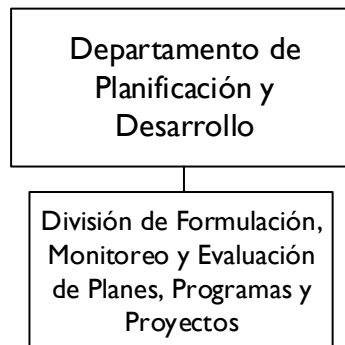 Departamento de
Planificación y
Desarrollo
División de Formulación,
Monitoreo y Evaluación
de Planes, Programas y
Proyectos